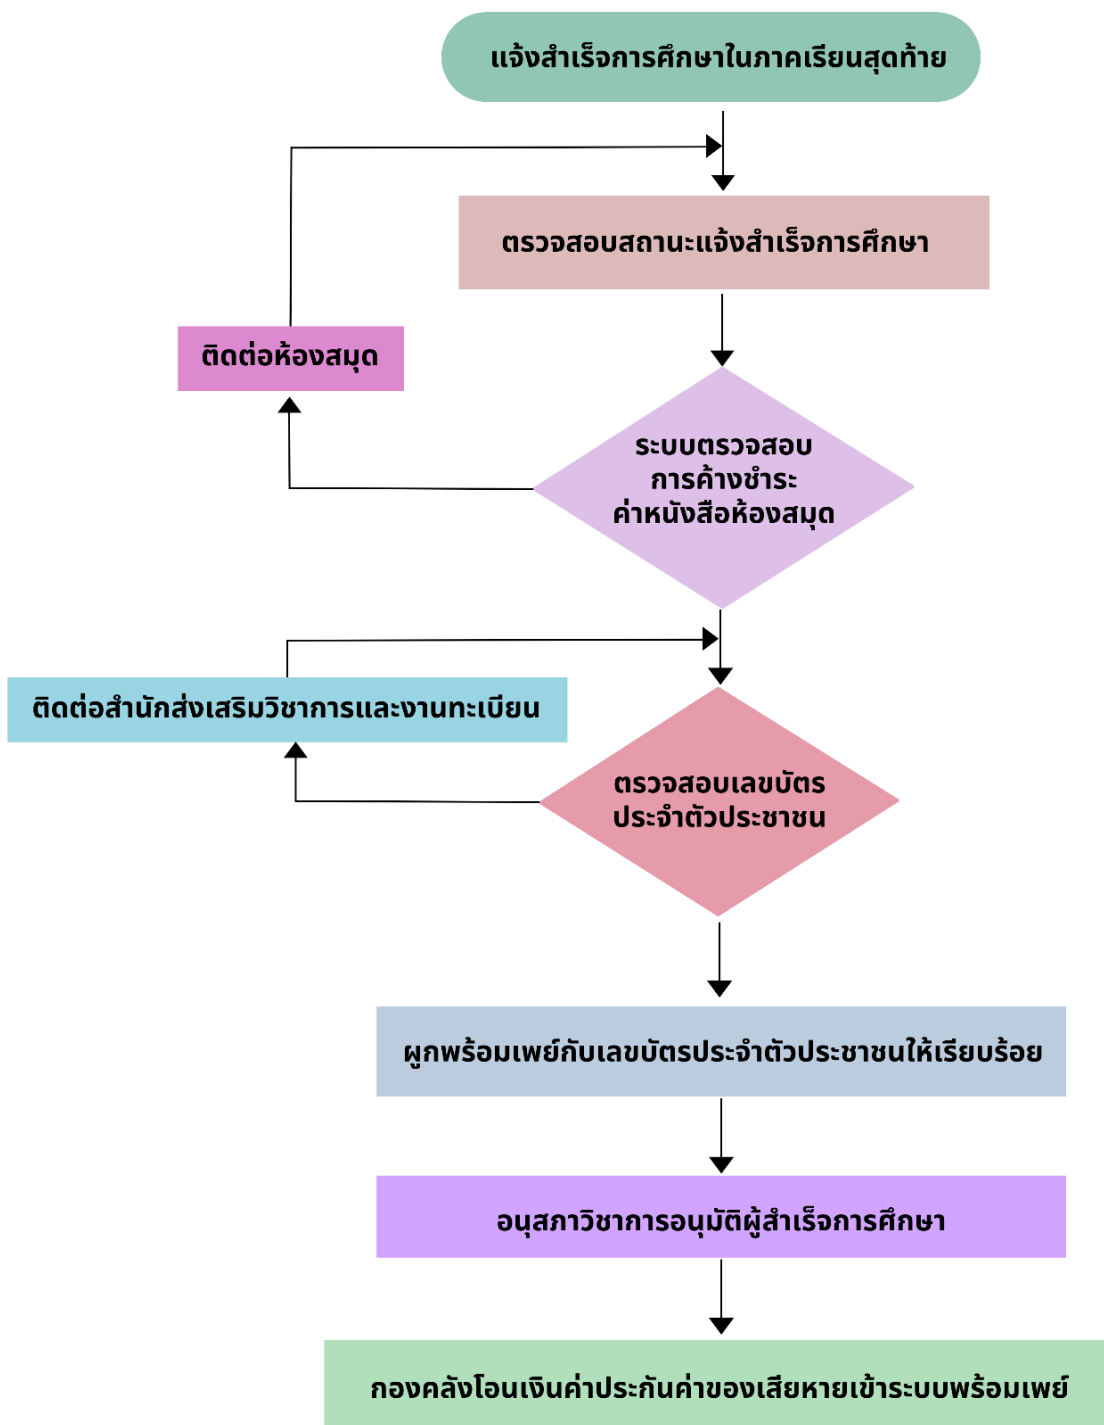 แจ้งสำเร็จการศึกษาในภาคเรียนสุดท้าย
ตรวจสอบสถานะแจ้งสำเร็จการศึกษา
ติดต่อห้องสมุด
ระบบตรวจสอบ
การค้างชำระ
ค่าหนังสือห้องสมุด
ติดต่อสำนักส่งเสริมวิชาการและงานทะเบียน
ตรวจสอบเลขบัตร
ประจำตัวประชาชน
ผูกพร้อมเพย์กับเลขบัตรประจำตัวประชาชนให้เรียบร้อย
อนุสภาวิชาการอนุมัติผู้สำเร็จการศึกษา
กองคลังโอนเงินค่าประกันค่าของเสียหายเข้าระบบพร้อมเพย์